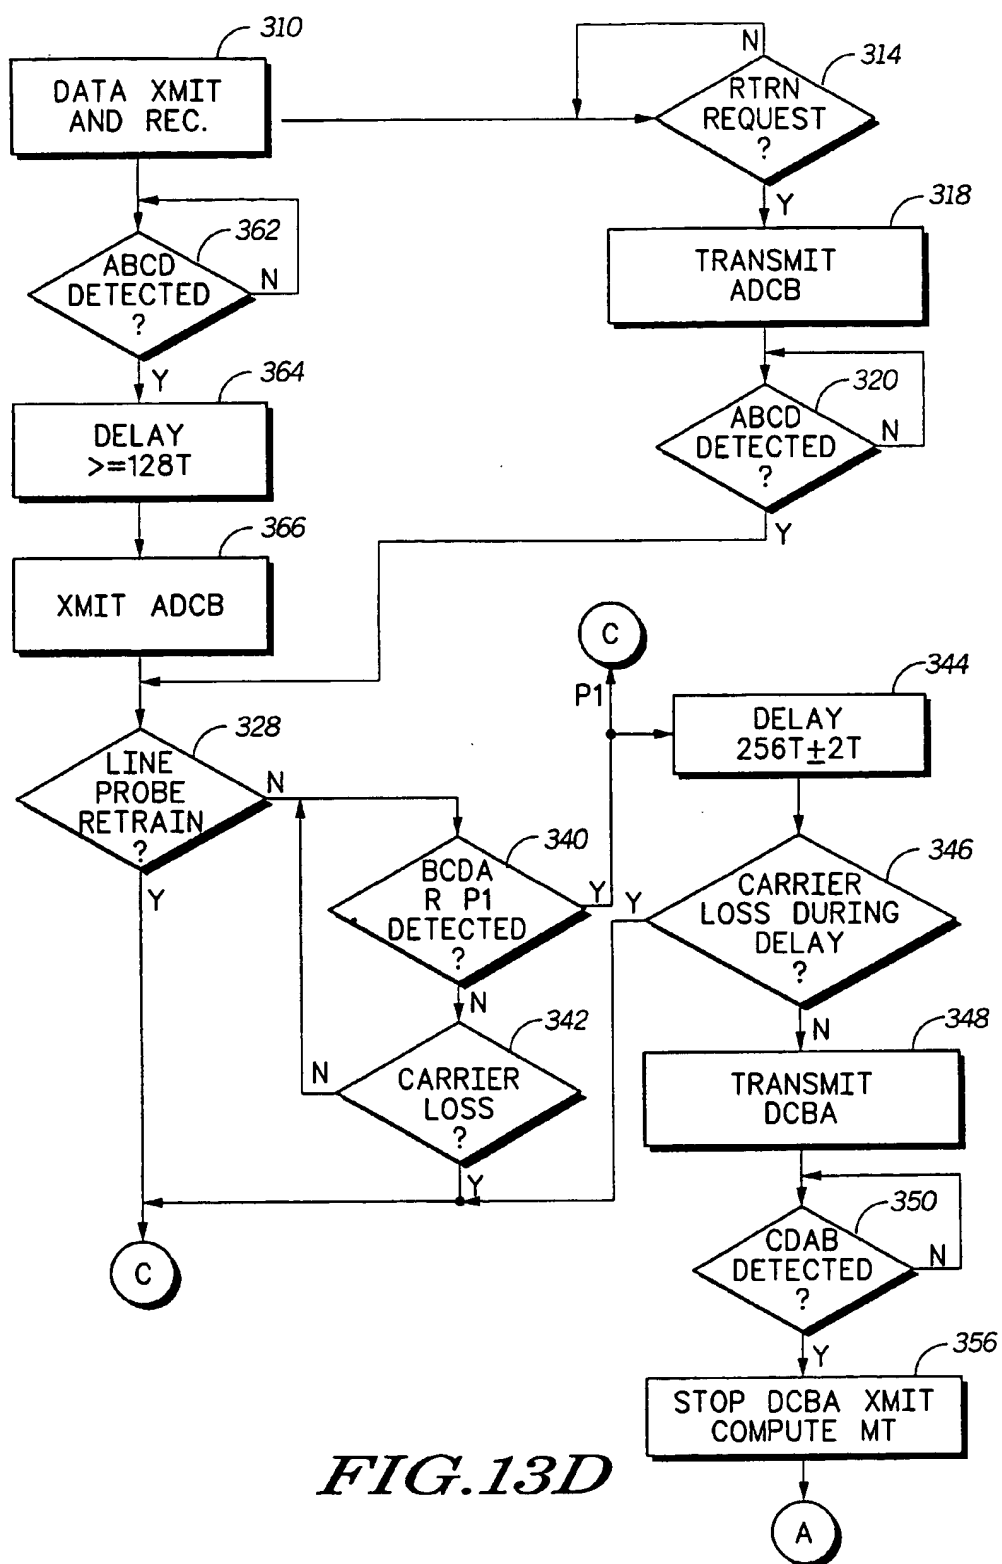 310
DATA XMIT
AND REC.
N
314
RTRN
REQUEST
?
Y
362
ABCD
DETECTED
?
N
Y
318
TRANSMIT
ADCB
364
DELAY
>=128T
320
ABCD
DETECTED
?
N
Y
366
XMIT ADCB
C
P1
344
DELAY
256T±2T
328
LINE
PROBE
RETRAIN
?
N
Y
340
BCDA
R P1
DETECTED
?
Y
N
346
CARRIER
LOSS DURING
DELAY
?
Y
N
342
CARRIER
LOSS
?
N
Y
348
TRANSMIT
DCBA
350
CDAB
DETECTED
?
N
Y
C
356
STOP DCBA XMIT
COMPUTE MT
A
FIG.13D